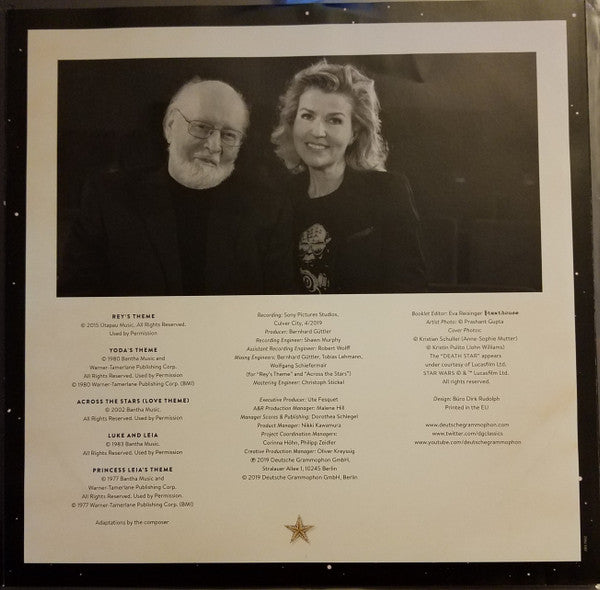 REY'S THEME
© 2015 Utapau Music. All Rights Reserved.
Used by Permission
YODA'S THEME
© 1980 Bantha Music and
Warner-Tamerlane Publishing Corp.
All Rights Reserved. Used by Permission
© 1980 Warner-Tamerlane Publishing Corp. (BMI)
ACROSS THE STARS (LOVE THEME)
© 2002 Bantha Music.
All Rights Reserved. Used by Permission.
LUKE AND LEIA
© 1983 Bantha Music.
All Rights Reserved. Used by Permission
PRINCESS LEIA'S THEME
© 1977 Bantha Music and
Warner-Tamerlane Publishing Corp.
All Rights Reserved. Used by Permission.
© 1977 Warner-Tamerlane Publishing Corp. (BMI)
Adaptations by the composer
Recording: Sony Pictures Studios,
Culver City, 4/2019
Producer: Bernhard Güttler
Recording Engineer: Shawn Murphy
Assistant Recording Engineer: Robert Wolff
Mixing Engineers: Bernhard Güttler, Tobias Lehmann,
Wolfgang Schiefermair
(for "Rey's Theme" and "Across the Stars")
Mastering Engineer: Christoph Stickel
Executive Producer: Ute Fesquet
A&R Production Manager: Malene Hill
Manager Scores & Publishing: Dorothea Schlegel
Product Manager: Nikki Kawamura
Project Coordination Managers:
Corinna Höhn, Philipp Zeidler
Creative Production Manager: Oliver Kreyssig
℗ 2019 Deutsche Grammophon GmbH,
Stralauer Allee 1, 10245 Berlin
© 2019 Deutsche Grammophon GmbH, Berlin
Booklet Editor: Eva Reisinger texthouse
Artist Photo: © Prashant Gupta
Cover Photos:
© Kristian Schuller (Anne-Sophie Mutter)
© Kristin Pulito (John Williams)
The "DEATH STAR" appears
under courtesy of Lucasfilm Ltd.
STAR WARS © & ™ Lucasfilm Ltd.
All rights reserved.
Design: Büro Dirk Rudolph
Printed in the EU
www.deutschegrammophon.com
www.twitter.com/dgclassics
www.youtube.com/deutschegrammophon